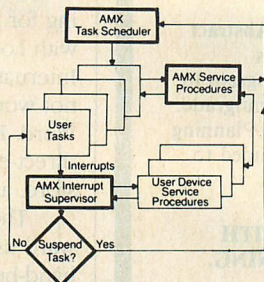 AMX
Task Scheduler
AMX Service
Procedures
User
Tasks
Interrupts
AMX Interrupt
Supervisor
User Device
Service
Procedures
No
Suspend
Task?
Yes